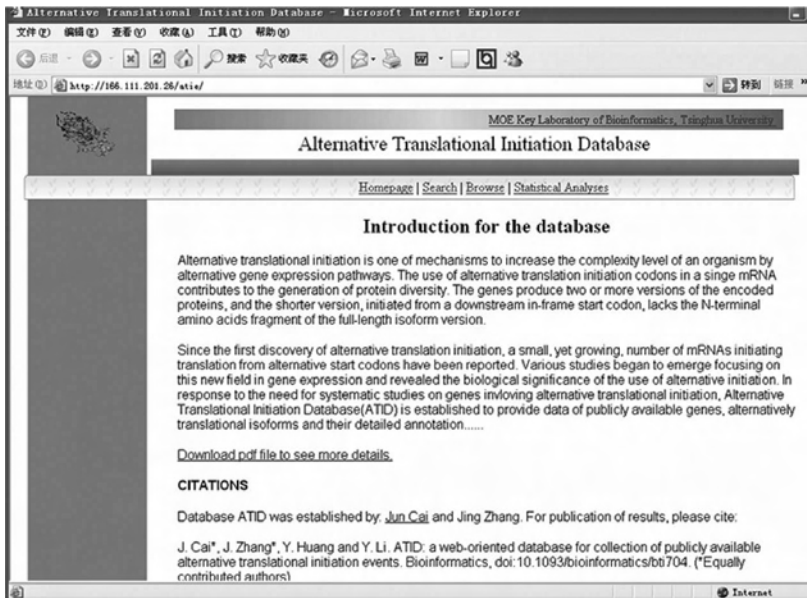 Alternative Translational Initiation Database - Microsoft Internet Explorer
文件(F) 编辑(E) 查看(V) 收藏(A) 工具(T) 帮助(H)
后退 搜索 收藏夹
地址(D) http://166.111.201.26/atie/ 转到 链接 »
MOE Key Laboratory of Bioinformatics, Tsinghua University
Alternative Translational Initiation Database
Homepage | Search | Browse | Statistical Analyses
Introduction for the database
Alternative translational initiation is one of mechanisms to increase the complexity level of an organism by
alternative gene expression pathways. The use of alternative translation initiation codons in a singe mRNA
contributes to the generation of protein diversity. The genes produce two or more versions of the encoded
proteins, and the shorter version, initiated from a downstream in-frame start codon, lacks the N-terminal
amino acids fragment of the full-length isoform version.
Since the first discovery of alternative translation initiation, a small, yet growing, number of mRNAs initiating
translation from alternative start codons have been reported. Various studies began to emerge focusing on
this new field in gene expression and revealed the biological significance of the use of alternative initiation. In
response to the need for systematic studies on genes invloving alternative translational initiation, Alternative
Translational Initiation Database(ATID) is established to provide data of publicly available genes, alternatively
translational isoforms and their detailed annotation......
Download pdf file to see more details.
CITATIONS
Database ATID was established by: Jun Cai and Jing Zhang. For publication of results, please cite:
J. Cai*, J. Zhang*, Y. Huang and Y. Li. ATID: a web-oriented database for collection of publicly available
alternative translational initiation events. Bioinformatics, doi:10.1093/bioinformatics/bti704. (*Equally
contributed authors)
Internet